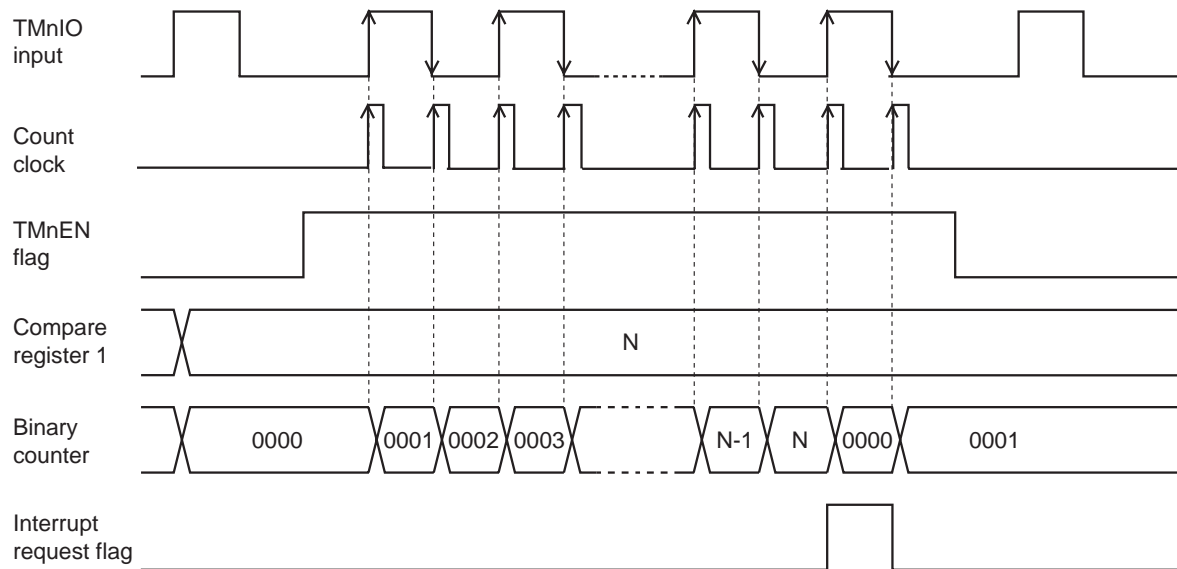 TMnIO
input
Count
clock
TMnEN
flag
Compare
register 1
N
Binary
counter
0000 0001 0002 0003 N-1 N 0000 0001
Interrupt
request flag